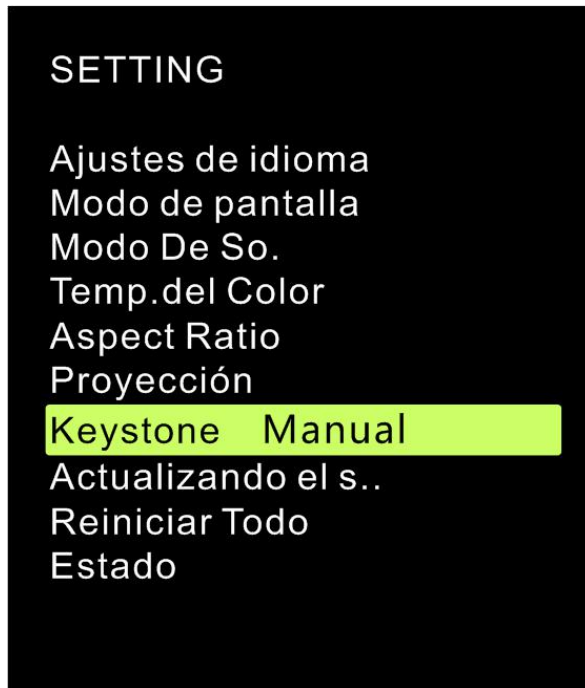 SETTING
Ajustes de idioma
Modo de pantalla
Modo De So.
Temp.del Color
Aspect Ratio
Proyección
Keystone Manual
Actualizando el s..
Reiniciar Todo
Estado